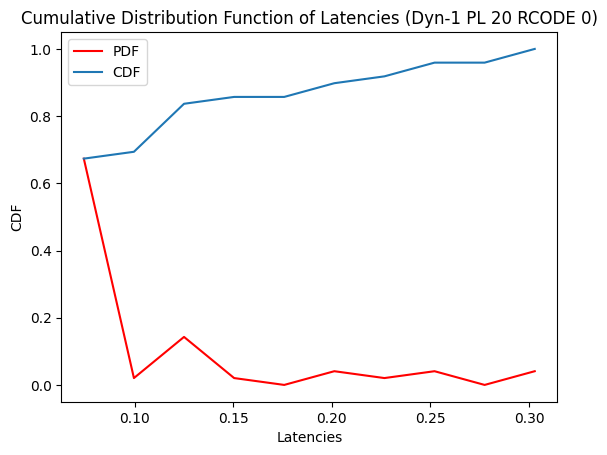 Cumulative Distribution Function of Latencies (Dyn-1 PL 20 RCODE 0)
PDF
CDF
1.0
0.8
0.6
0.4
0.2
0.0
CDF
0.10
0.15
0.20
0.25
0.30
Latencies